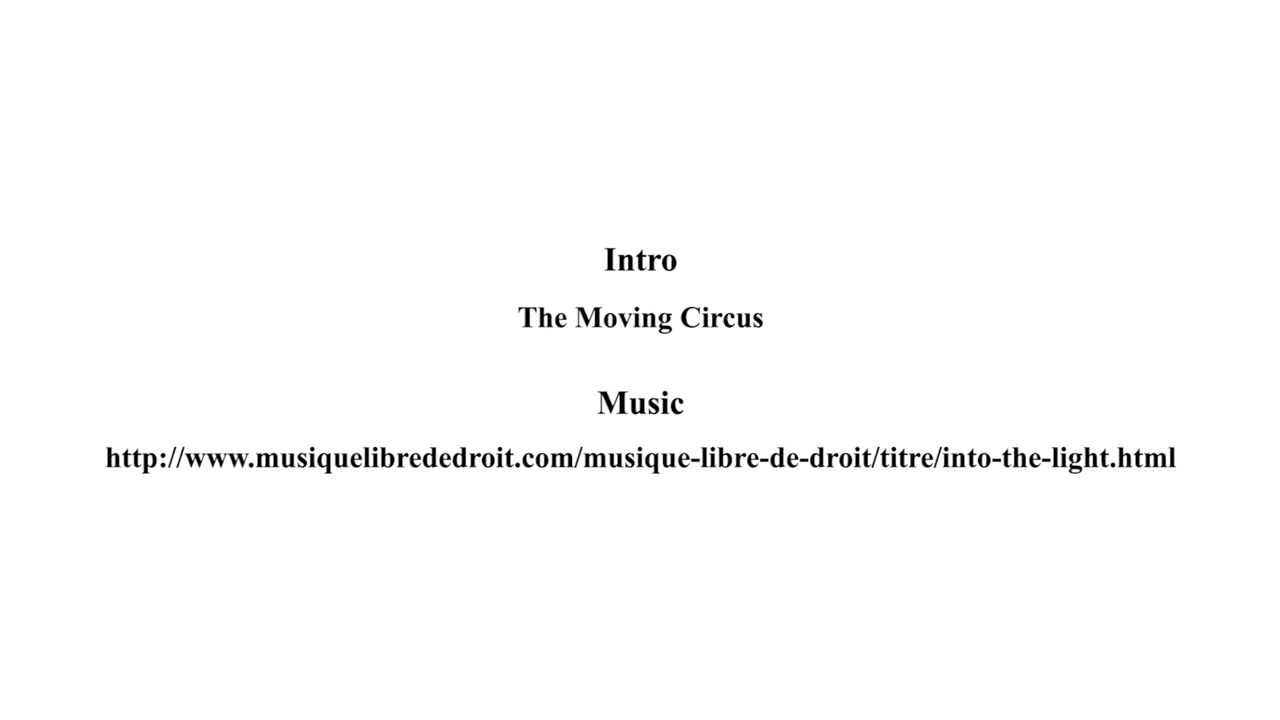 Intro
The Moving Circus
Music
http://www.musiquelibrededroit.com/musique-libre-de-droit/titre/into-the-light.html